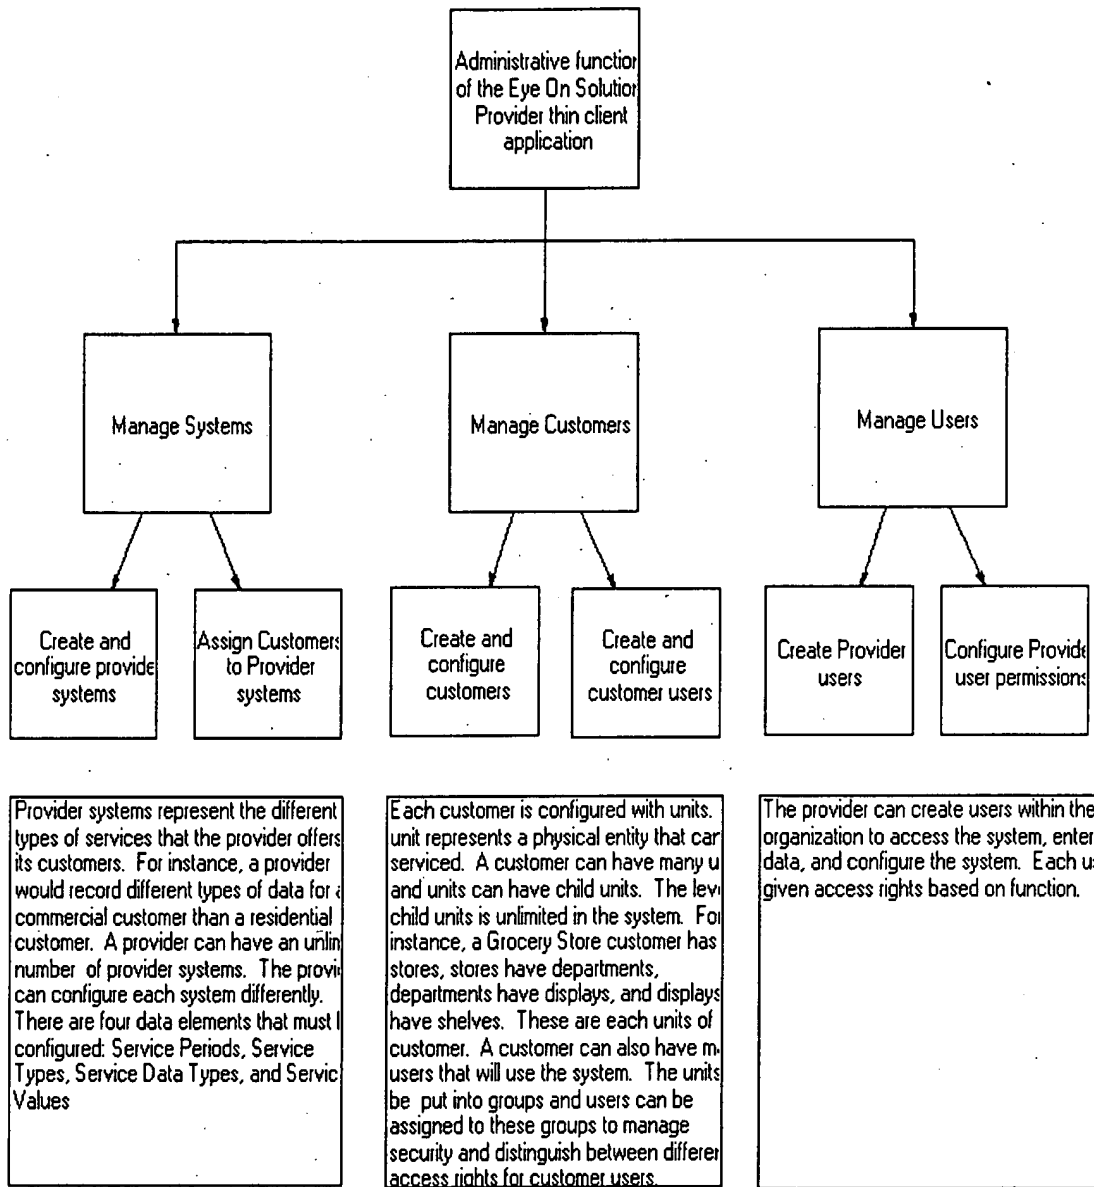 Administrative function
of the Eye On Solution
Provider thin client
application
Manage Systems
Manage Customers
Manage Users
Create and
configure provide
systems
Assign Customers
to Provider
systems
Create and
configure
customers
Create and
configure
customer users
Create Provider
users
Configure Provide
user permissions
Provider systems represent the different
types of services that the provider offers
its customers. For instance, a provider
would record different types of data for a
commercial customer than a residential
customer. A provider can have an unlim
number of provider systems. The provi
can configure each system differently.
There are four data elements that must
configured: Service Periods, Service
Types, Service Data Types, and Servic
Values
Each customer is configured with units.
unit represents a physical entity that can
serviced. A customer can have many u
and units can have child units. The leve
child units is unlimited in the system. For
instance, a Grocery Store customer has
stores, stores have departments,
departments have displays, and displays
have shelves. These are each units of
customer. A customer can also have m
users that will use the system. The units
be put into groups and users can be
assigned to these groups to manage
security and distinguish between differen
access rights for customer users.
The provider can create users within the
organization to access the system, enter
data, and configure the system. Each u
given access rights based on function.